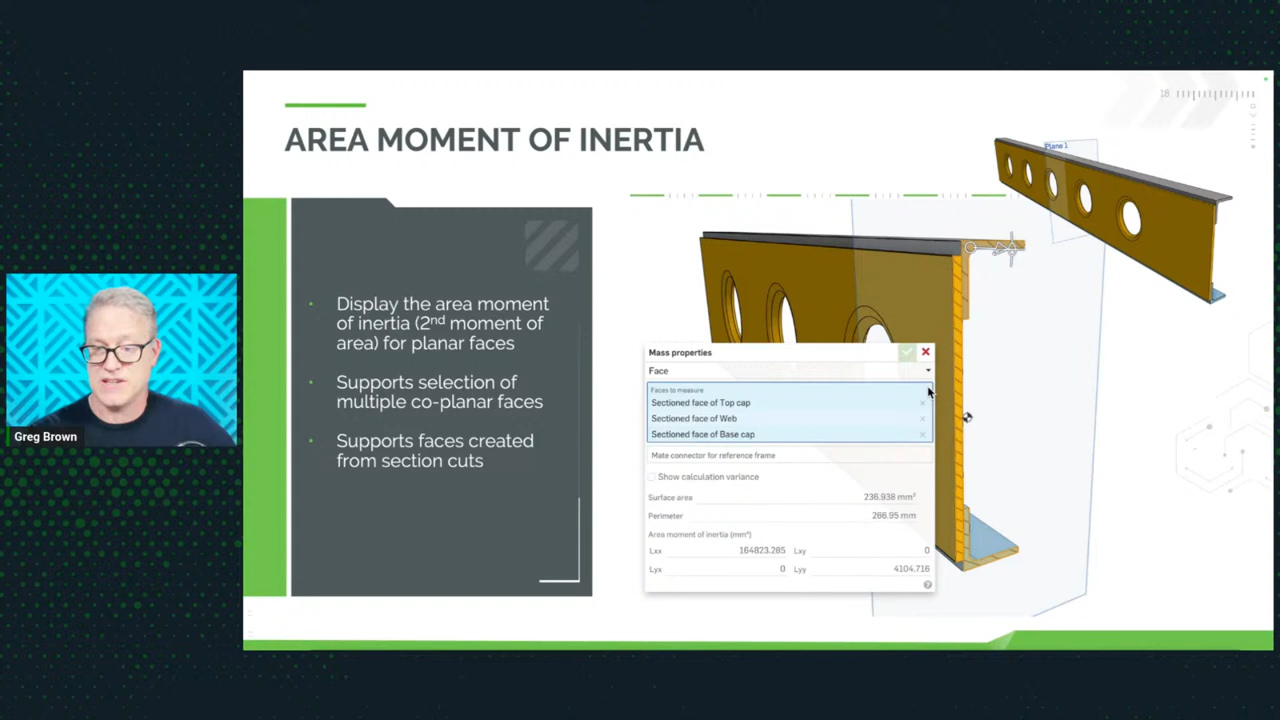 18
AREA MOMENT OF INERTIA
Plane 1
Display the area moment
of inertia (2nd moment of
area) for planar faces
Supports selection of
multiple co-planar faces
Supports faces created
from section cuts
Mass properties
Face
Faces to measure
Sectioned face of Top cap
Sectioned face of Web
Sectioned face of Base cap
Mate connector for reference frame
Show calculation variance
Surface area 236.938 mm²
Perimeter 266.95 mm
Area moment of inertia (mm⁴)
Lxx 164823.285 Lxy 0
Lyx 0 Lyy 4104.716
Greg Brown